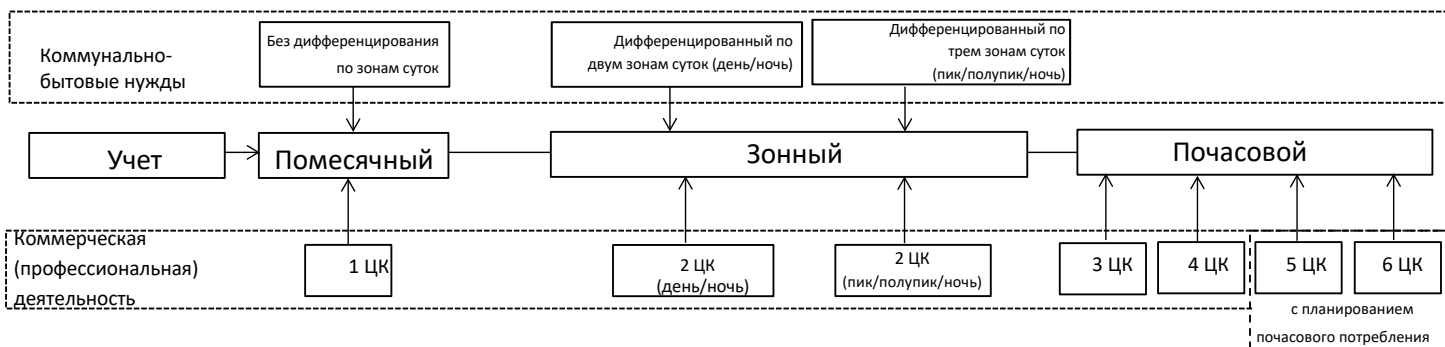 Коммунально-
бытовые нужды
Без дифференцирования
по зонам суток
Дифференцированный по
двум зонам суток (день/ночь)
Дифференцированный по
трем зонам суток
(пик/полупик/ночь)
Учет
Помесячный
Зонный
Почасовой
Коммерческая
(профессиональная)
деятельность
1 ЦК
2 ЦК
(день/ночь)
2 ЦК
(пик/полупик/ночь)
3 ЦК
4 ЦК
5 ЦК
6 ЦК
с планированием
почасового потребления